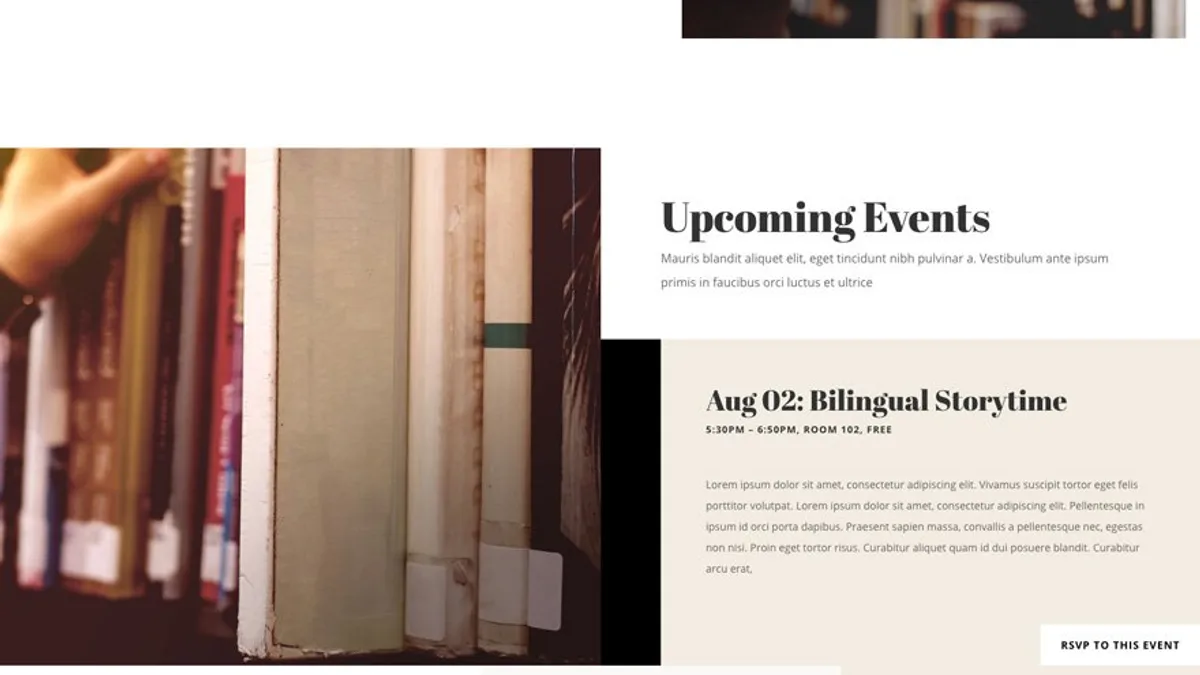 Upcoming Events
Mauris blandit aliquet elit, eget tincidunt nibh pulvinar a. Vestibulum ante ipsum
primis in faucibus orci luctus et ultrice
Aug 02: Bilingual Storytime
5:30PM – 6:50PM, ROOM 102, FREE
Lorem ipsum dolor sit amet, consectetur adipiscing elit. Vivamus suscipit tortor eget felis
porttitor volutpat. Lorem ipsum dolor sit amet, consectetur adipiscing elit. Pellentesque in
ipsum id orci porta dapibus. Praesent sapien massa, convallis a pellentesque nec, egestas
non nisi. Proin eget tortor risus. Curabitur aliquet quam id dui posuere blandit. Curabitur
arcu erat,
RSVP TO THIS EVENT